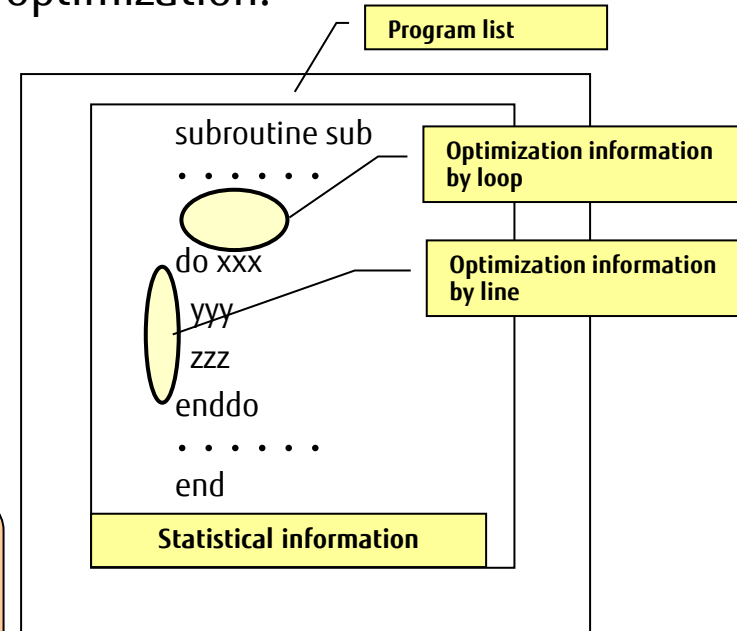 optimization.
Program list
subroutine sub
. . . . . .
Optimization information
by loop
do xxx
Optimization information
by line
yyy
zzz
enddo
. . . . . .
end
Statistical information